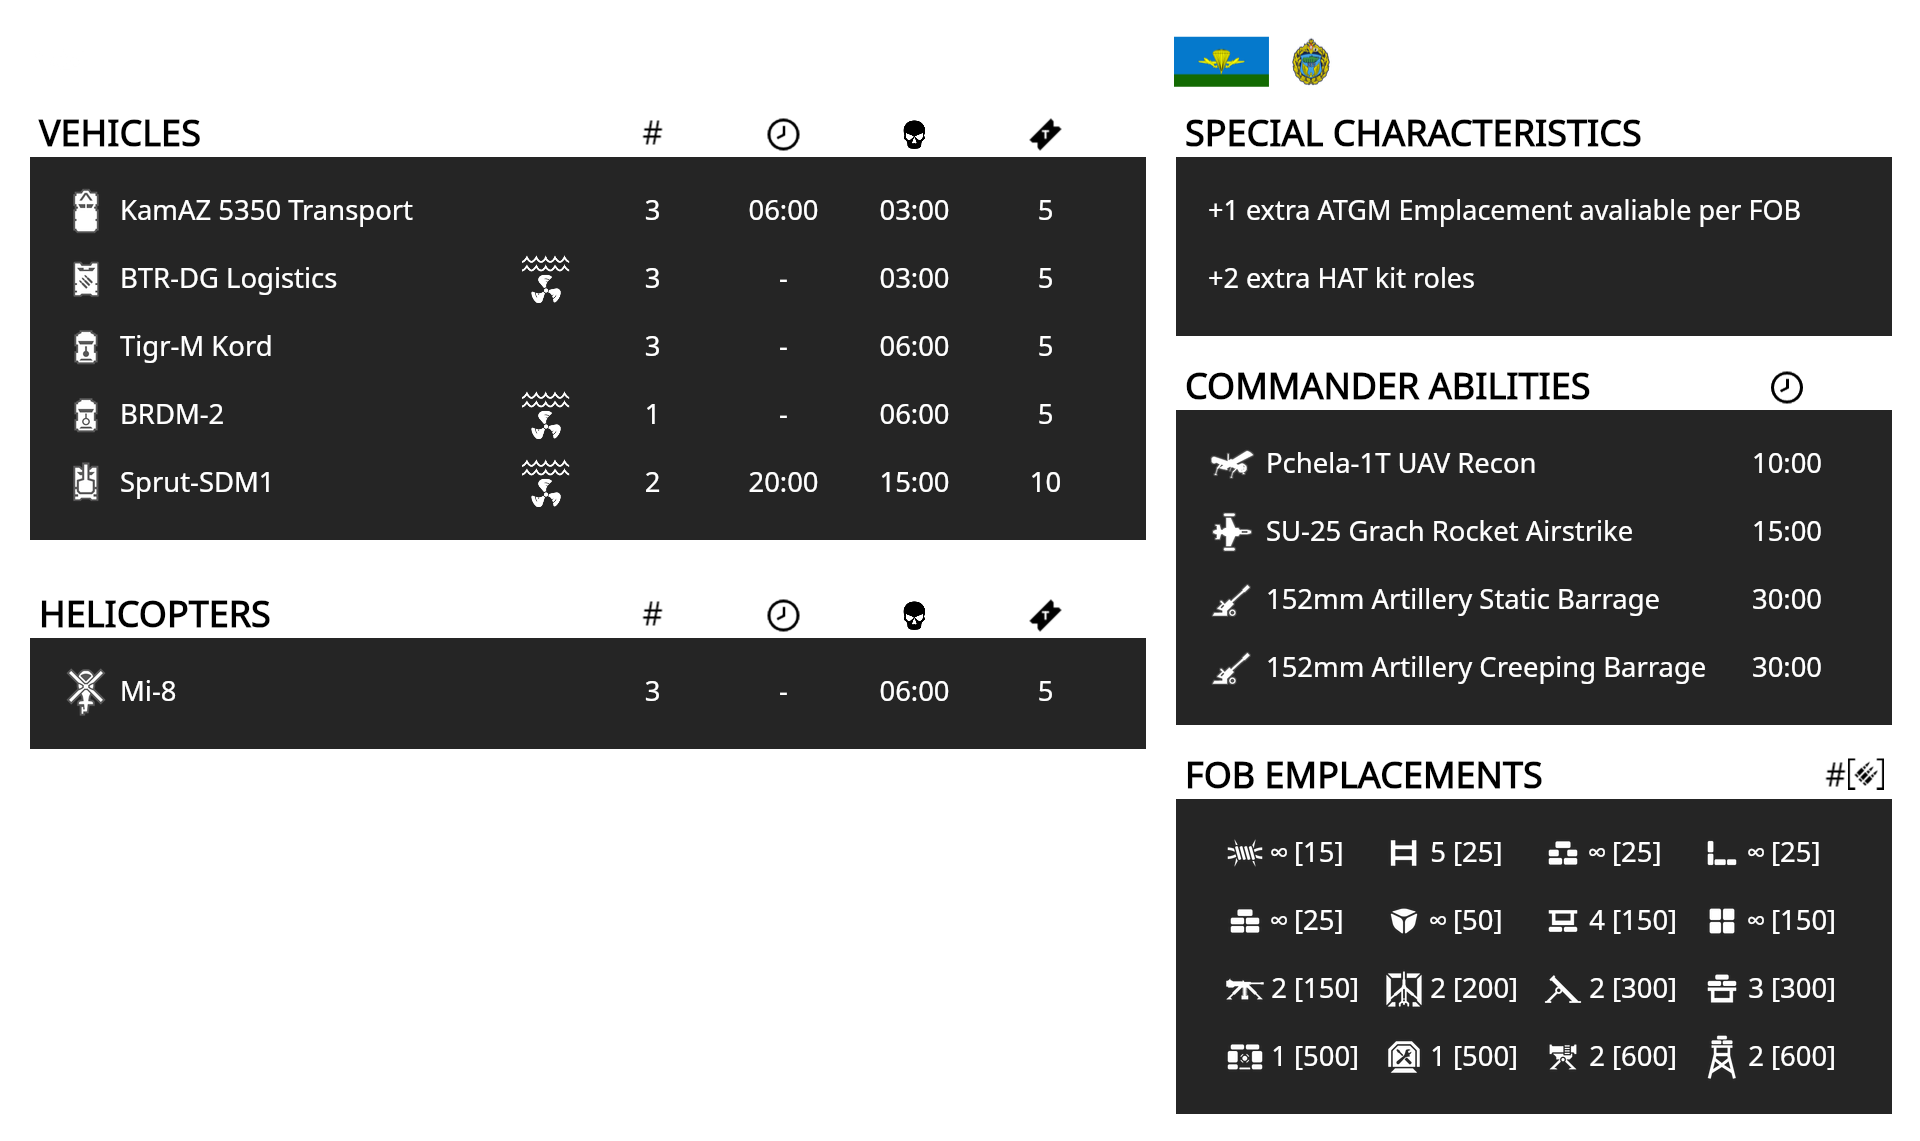 VEHICLES #
KamAZ 5350 Transport 3 06:00 03:00 5
BTR-DG Logistics 3 - 03:00 5
Tigr-M Kord 3 - 06:00 5
BRDM-2 1 - 06:00 5
Sprut-SDM1 2 20:00 15:00 10
HELICOPTERS #
Mi-8 3 - 06:00 5
SPECIAL CHARACTERISTICS
+1 extra ATGM Emplacement avaliable per FOB
+2 extra HAT kit roles
COMMANDER ABILITIES
Pchela-1T UAV Recon 10:00
SU-25 Grach Rocket Airstrike 15:00
152mm Artillery Static Barrage 30:00
152mm Artillery Creeping Barrage 30:00
FOB EMPLACEMENTS #[]
∞ [15] 5 [25] ∞ [25] ∞ [25]
∞ [25] ∞ [50] 4 [150] ∞ [150]
2 [150] 2 [200] 2 [300] 3 [300]
1 [500] 1 [500] 2 [600] 2 [600]